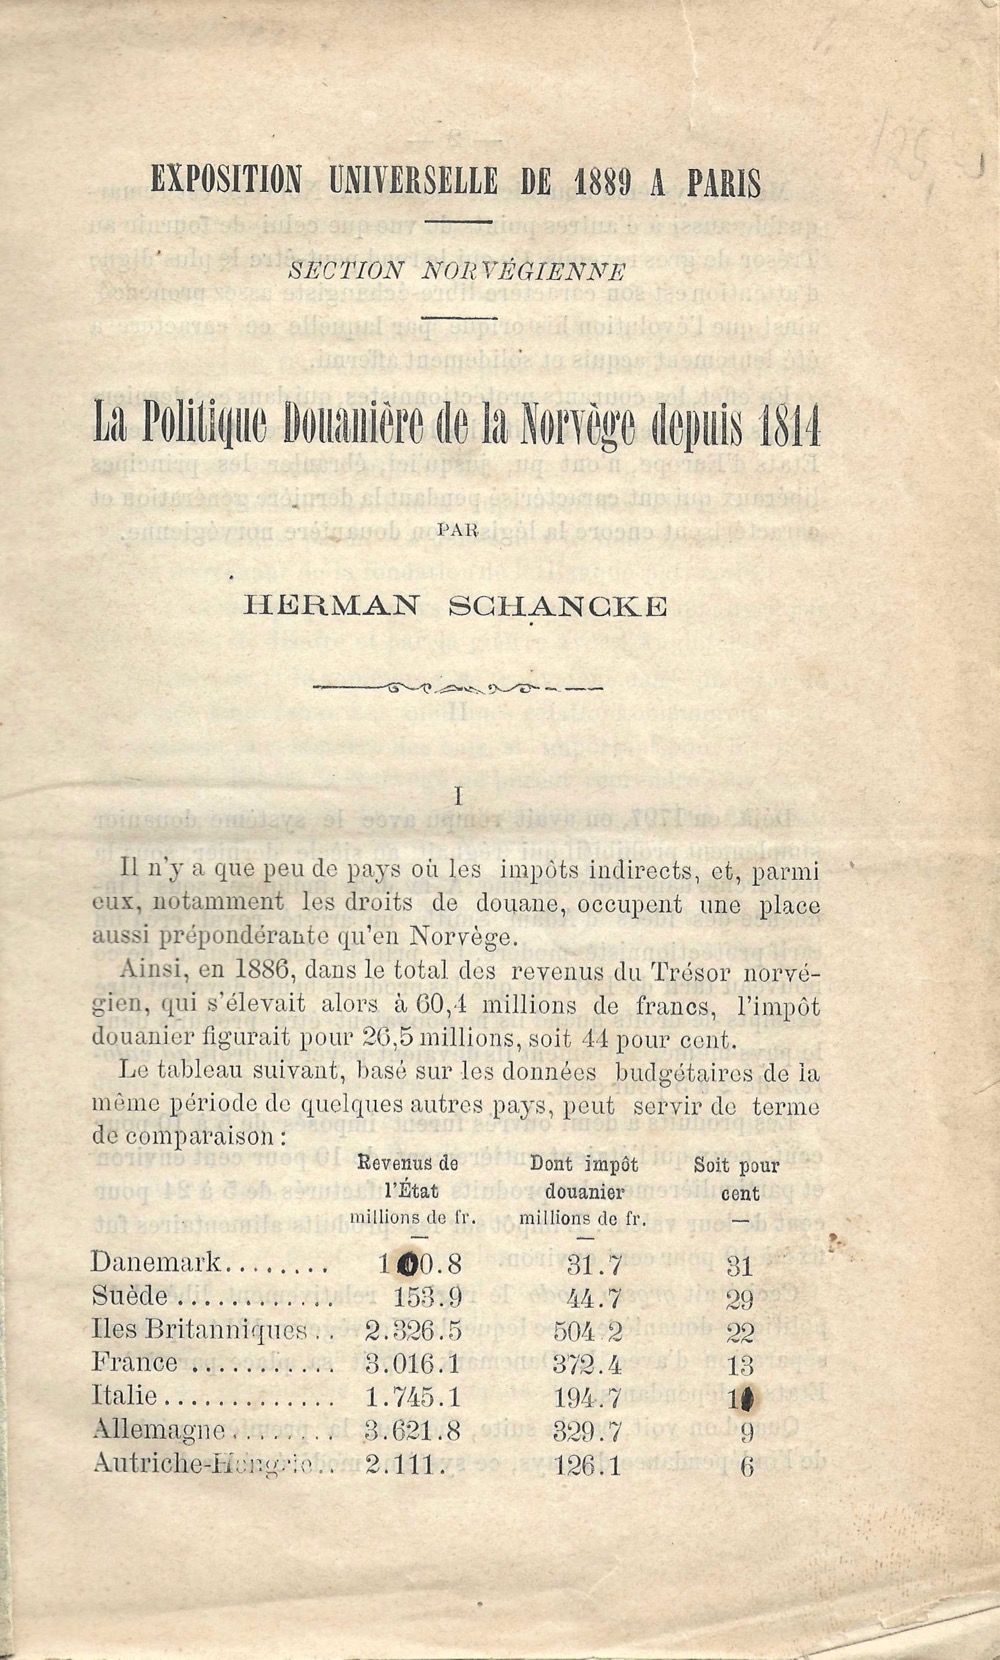 EXPOSITION UNIVERSELLE DE 1889 A PARIS
SECTION NORVÉGIENNE
La Politique Douanière de la Norvège depuis 1814
PAR
HERMAN SCHANCKE
I
Il n'y a que peu de pays où les impôts indirects, et, parmi
eux, notamment les droits de douane, occupent une place
aussi prépondérante qu'en Norvège.
Ainsi, en 1886, dans le total des revenus du Trésor norvé-
gien, qui s'élevait alors à 60,4 millions de francs, l'impôt
douanier figurait pour 26,5 millions, soit 44 pour cent.
Le tableau suivant, basé sur les données budgétaires de la
même période de quelques autres pays, peut servir de terme
de comparaison :
Revenus de Dont impôt Soit pour
l'État douanier cent
millions de fr. millions de fr. —
Danemark........ 100.8 31.7 31
Suède ............ 153.9 44.7 29
Iles Britanniques .. 2.326.5 504 2 22
France .......... 3.016.1 372.4 13
Italie............. 1.745.1 194.7 11
Allemagne........ 3.621.8 329.7 9
Autriche-Hongrie.. 2.111. 126.1 6